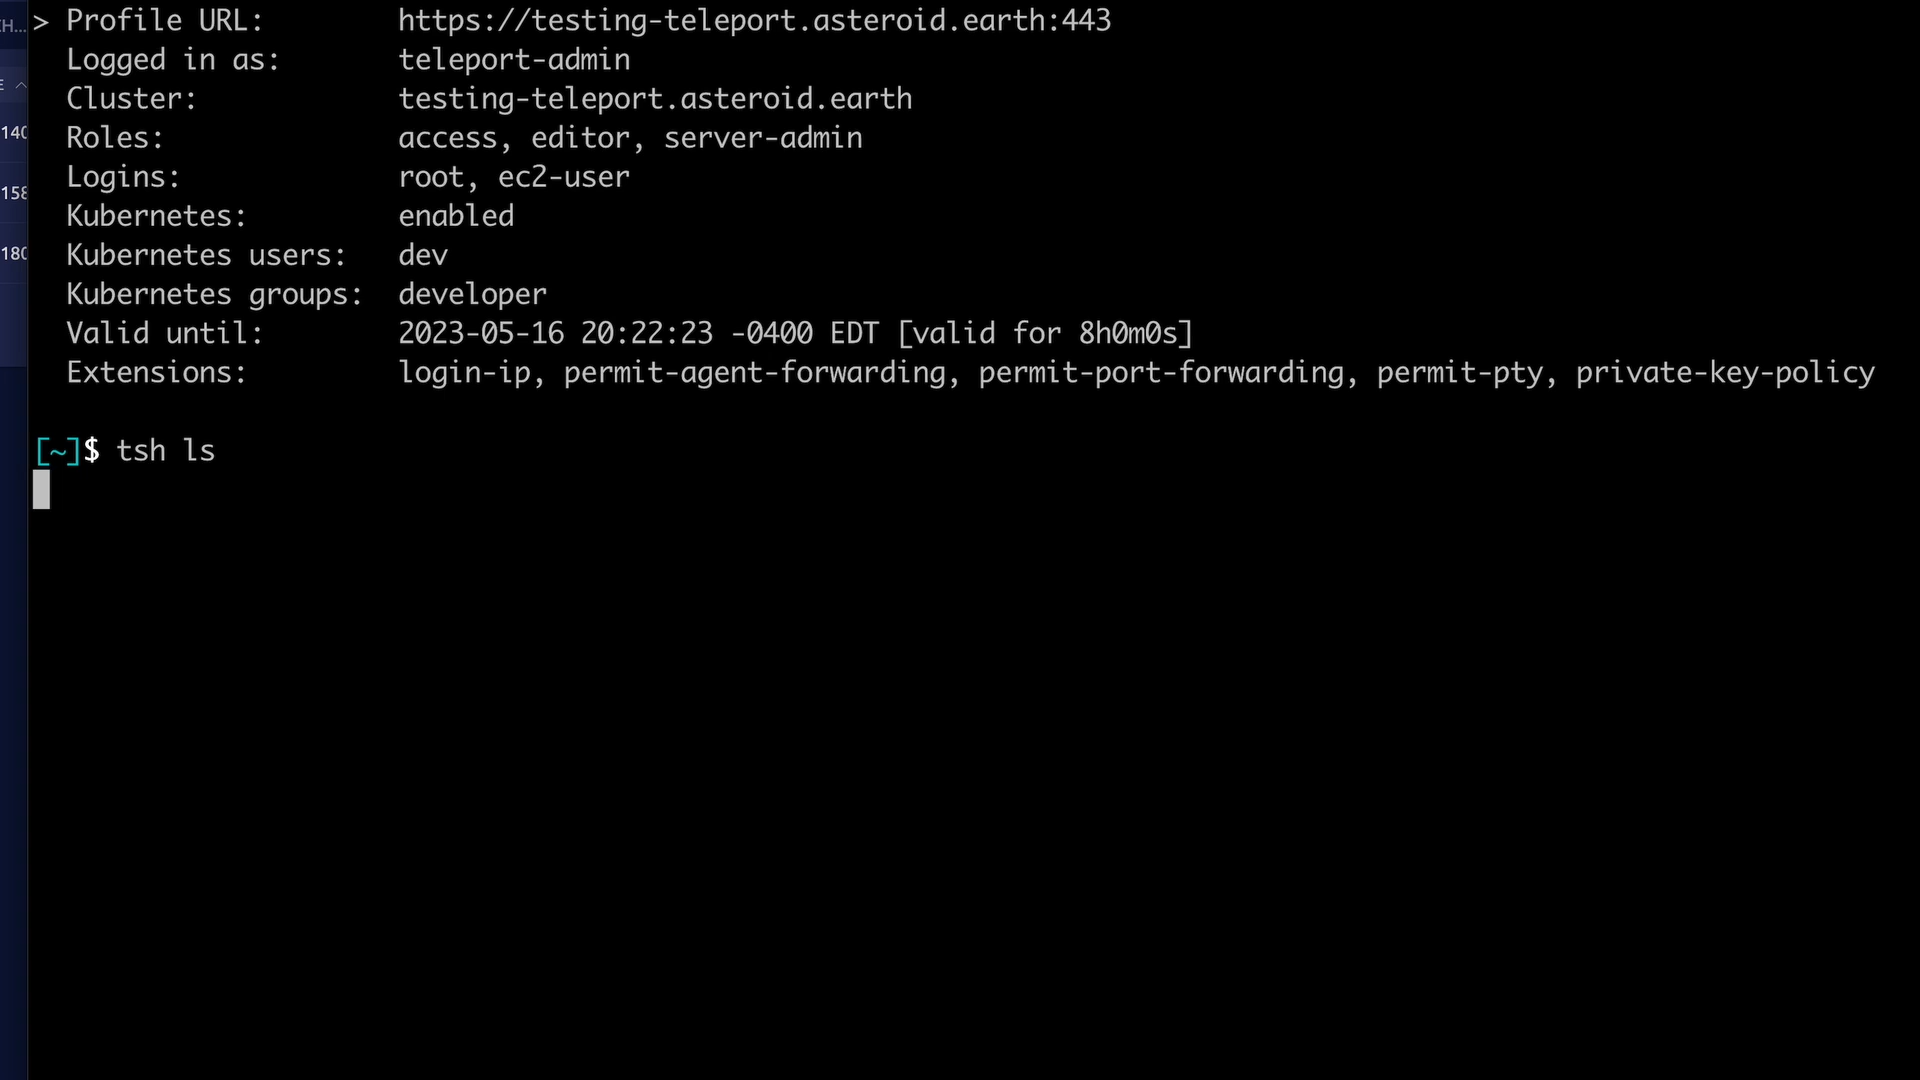 > Profile URL: https://testing-teleport.asteroid.earth:443
Logged in as: teleport-admin
Cluster: testing-teleport.asteroid.earth
Roles: access, editor, server-admin
Logins: root, ec2-user
Kubernetes: enabled
Kubernetes users: dev
Kubernetes groups: developer
Valid until: 2023-05-16 20:22:23 -0400 EDT [valid for 8h0m0s]
Extensions: login-ip, permit-agent-forwarding, permit-port-forwarding, permit-pty, private-key-policy
[~]$ tsh ls